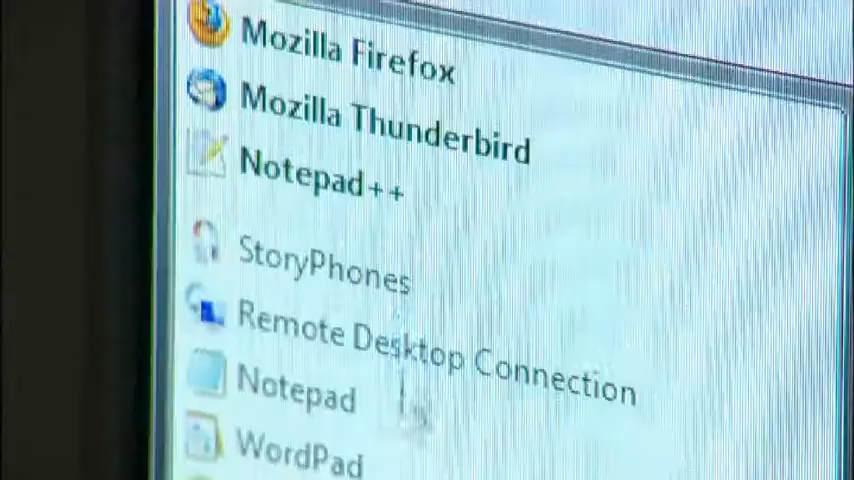 Mozilla Firefox
Mozilla Thunderbird
Notepad++
StoryPhones
Remote Desktop Connection
Notepad
WordPad